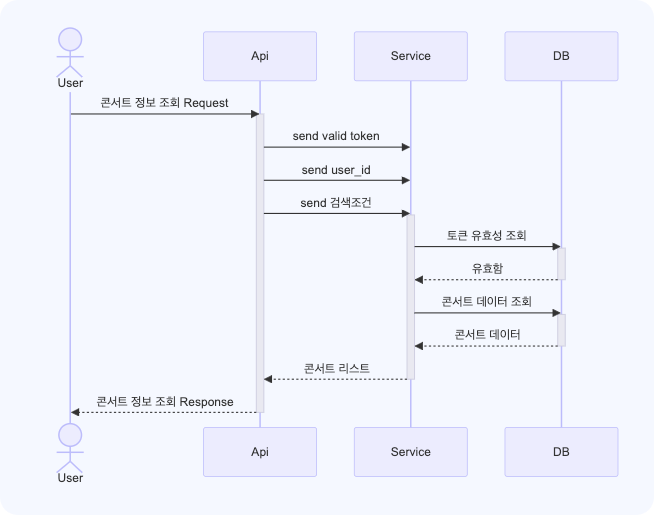 Api
Service
DB
User
콘서트 정보 조회 Request
send valid token
send user_id
send 검색조건
토큰 유효성 조회
유효함
콘서트 데이터 조회
콘서트 데이터
콘서트 리스트
콘서트 정보 조회 Response
Api
Service
DB
User